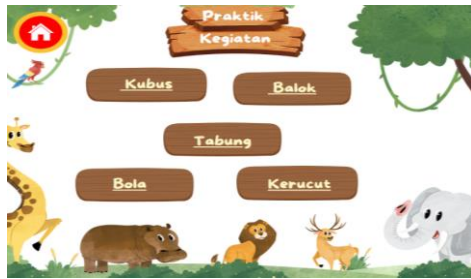 Praktik
Kegiatan
Kubus
Balok
Tabung
Bola
Kerucut